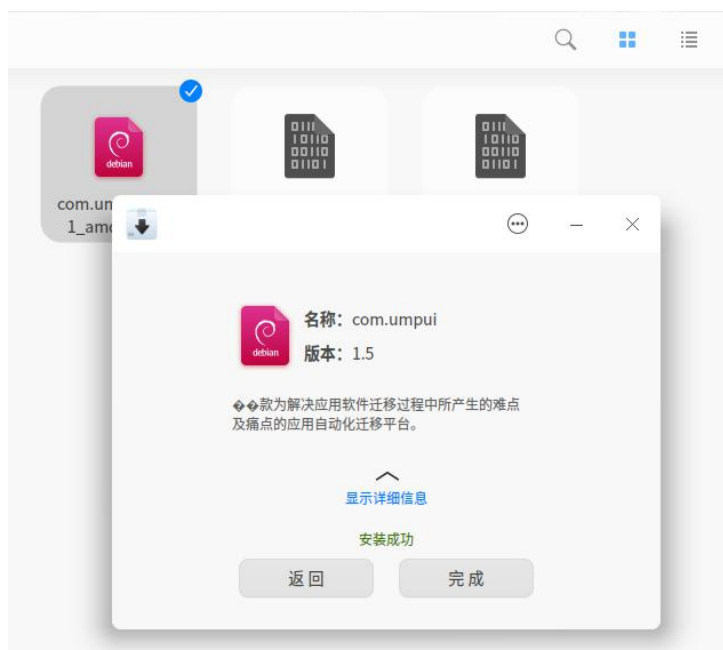 debian
com.um
1_amd
名称：com.umpui
debian
版本：1.5
��款为解决应用软件迁移过程中所产生的难点
及痛点的应用自动化迁移平台。
显示详细信息
安装成功
返回 完成